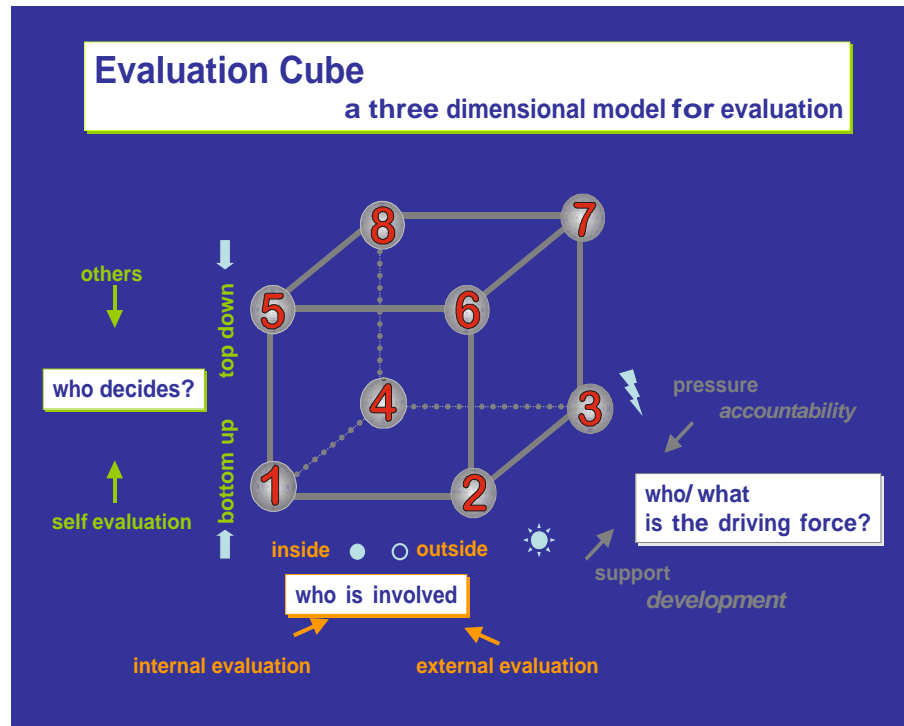 Evaluation Cube
a three dimensional model for evaluation
8
7
others
5
6
top down
who decides?
4
3
pressure
accountability
bottom up
1
2
who/ what
is the driving force?
self evaluation
inside
outside
support
development
who is involved
internal evaluation
external evaluation